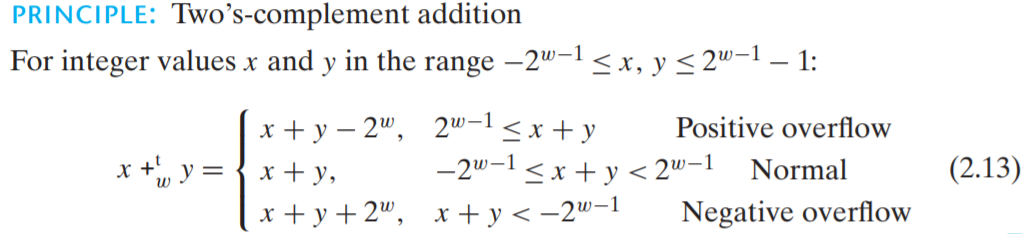 PRINCIPLE: Two's-complement addition
For integer values x and y in the range −2^{w−1} ≤ x, y ≤ 2^{w−1} − 1:
x + y − 2^w, 2^{w−1} ≤ x + y Positive overflow
x +^t_w y = { x + y, −2^{w−1} ≤ x + y < 2^{w−1} Normal (2.13)
x + y + 2^w, x + y < −2^{w−1} Negative overflow